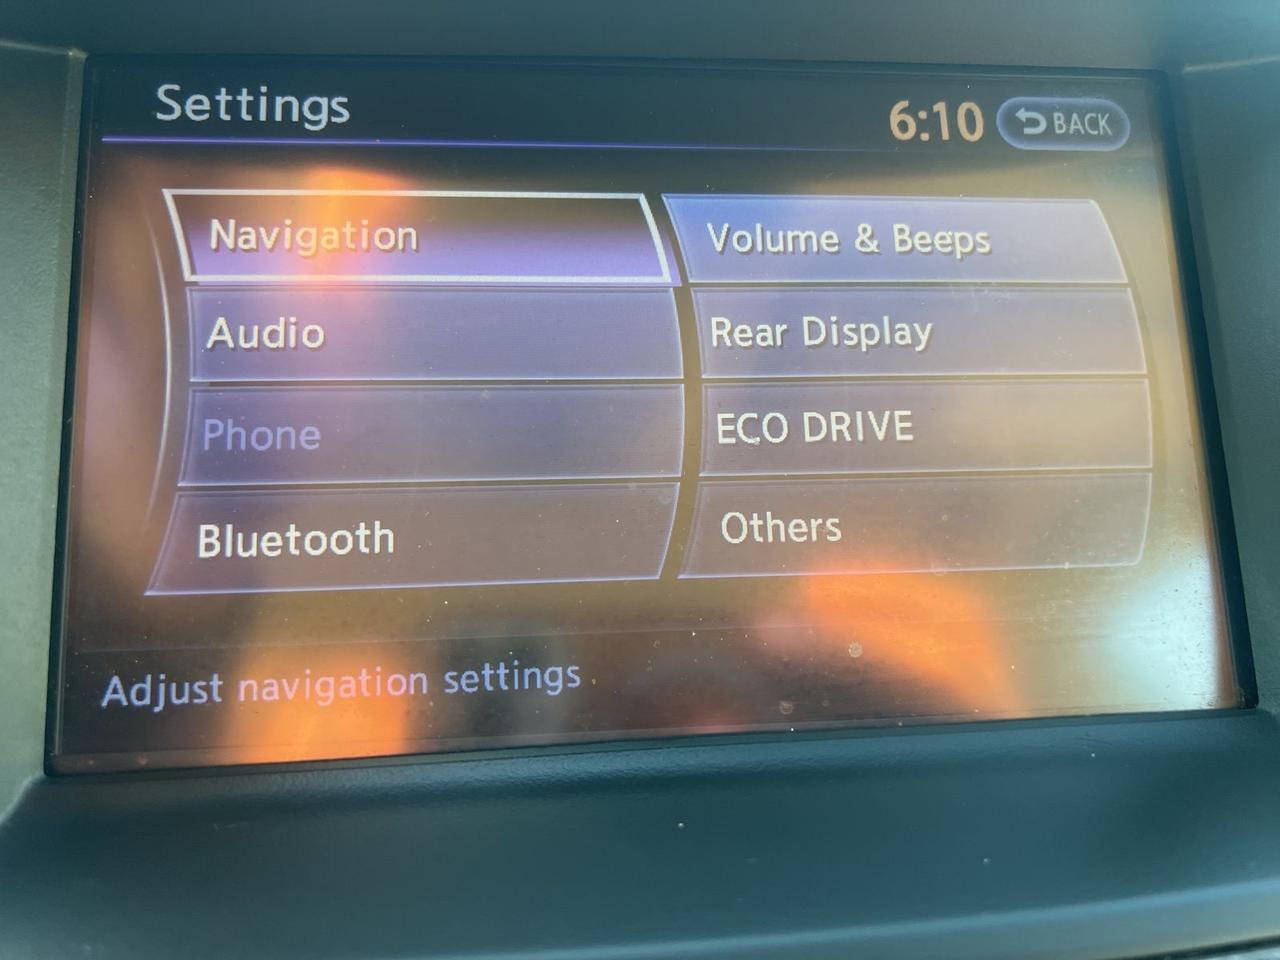 Settings
6:10
BACK
Navigation
Volume & Beeps
Audio
Rear Display
Phone
ECO DRIVE
Bluetooth
Others
Adjust navigation settings